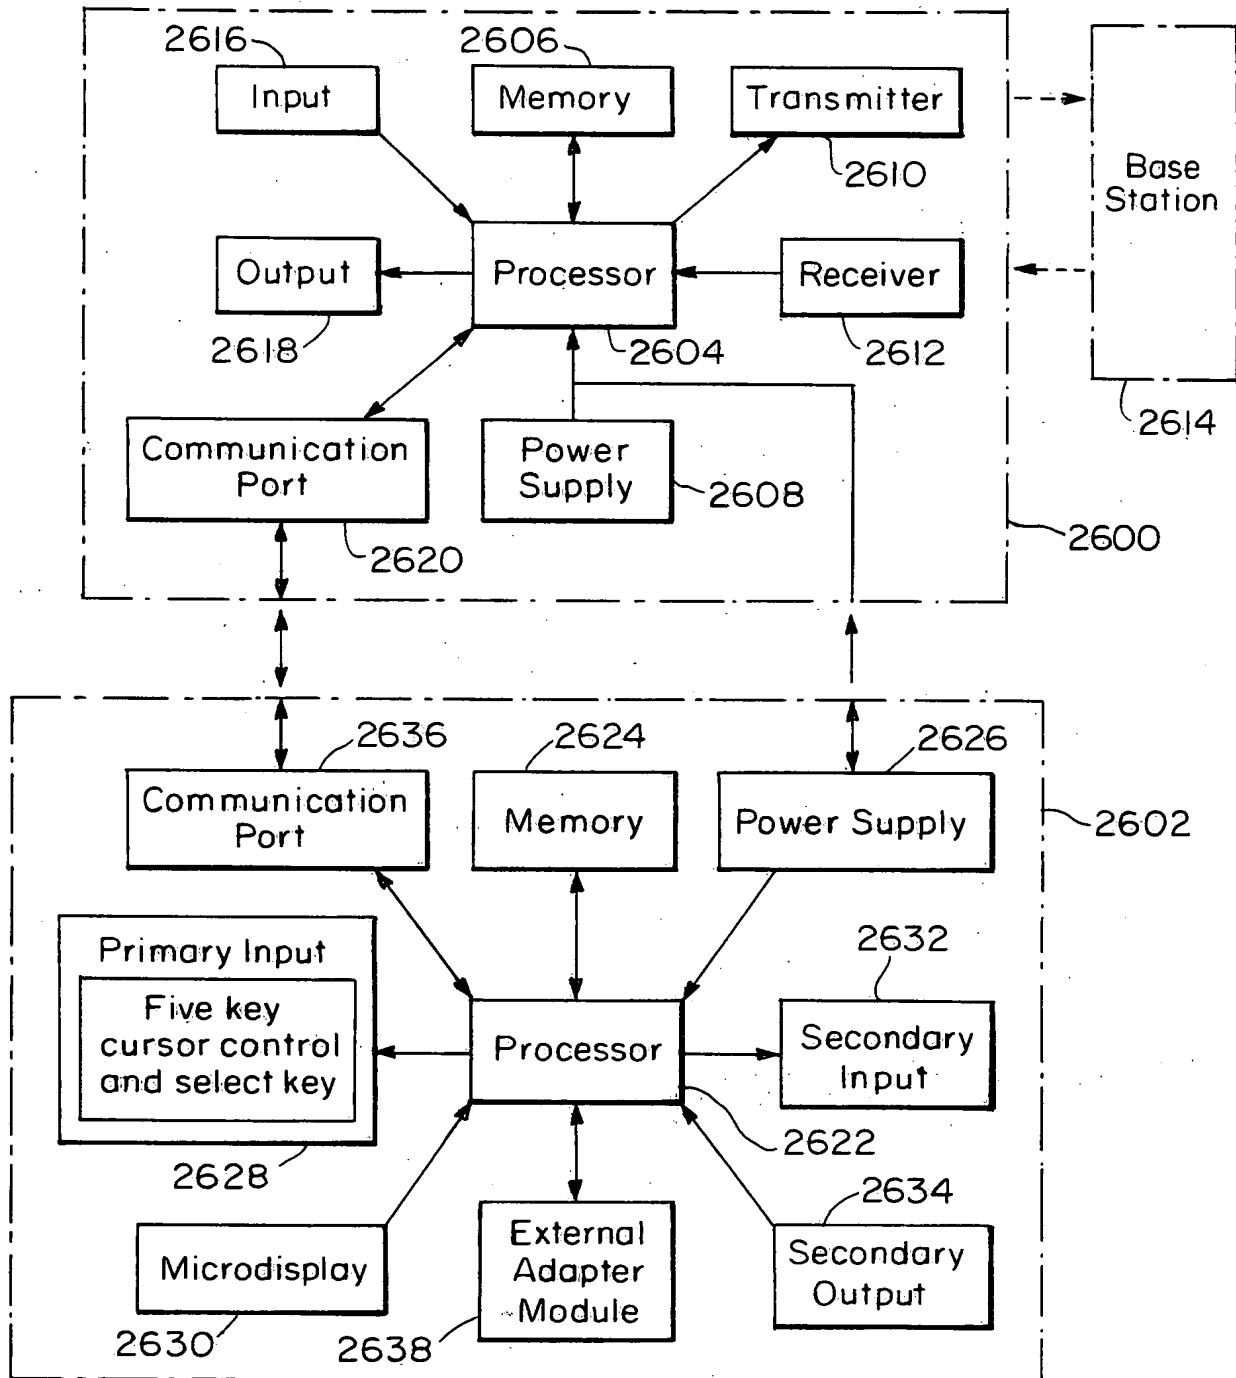 2616
2606
Input
Memory
Transmitter
2610
Base
Station
Output
Processor
Receiver
2618
2604
2612
2614
Communication
Port
Power
Supply
2608
2620
2600
2636
2624
2626
Communication
Port
Memory
Power Supply
2602
Primary Input
Five key
cursor control
and select key
2632
Processor
Secondary
Input
2628
2622
2634
Microdisplay
External
Adapter
Module
Secondary
Output
2630
2638